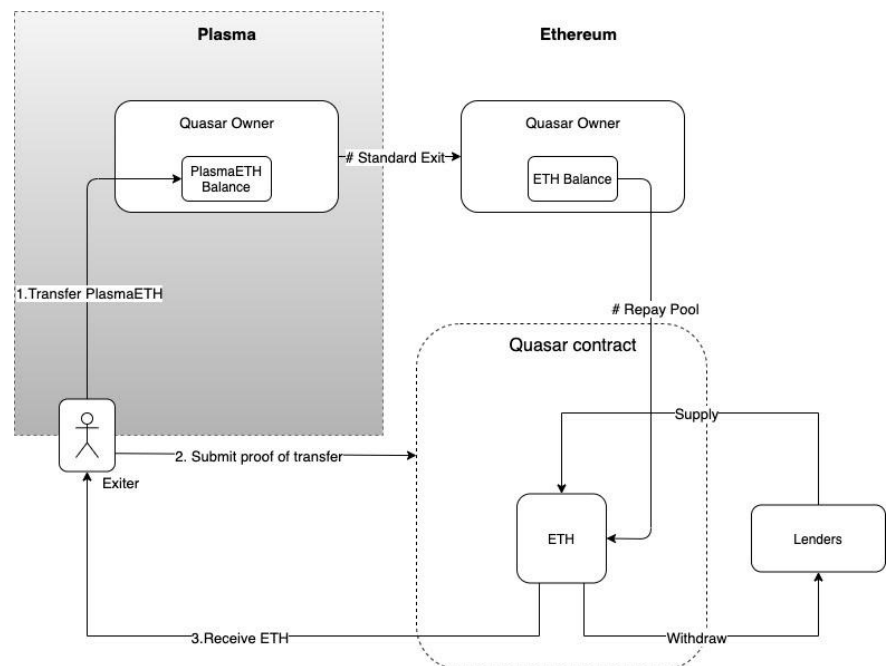 Plasma
Ethereum
Quasar Owner
Quasar Owner
# Standard Exit
PlasmaETH
Balance
ETH Balance
1.Transfer PlasmaETH
# Repay Pool
Quasar contract
Supply
2. Submit proof of transfer
Exiter
ETH
Lenders
3.Receive ETH
Withdraw